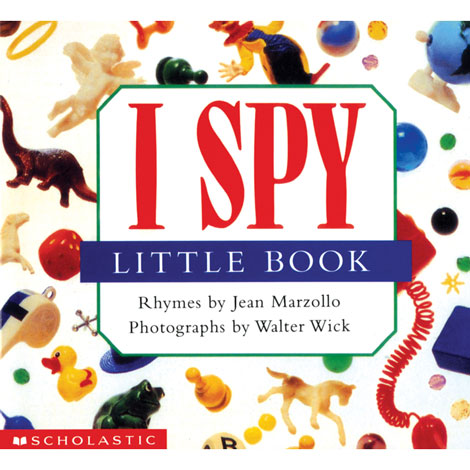 I SPY
LITTLE BOOK
Rhymes by Jean Marzollo
Photographs by Walter Wick
SCHOLASTIC